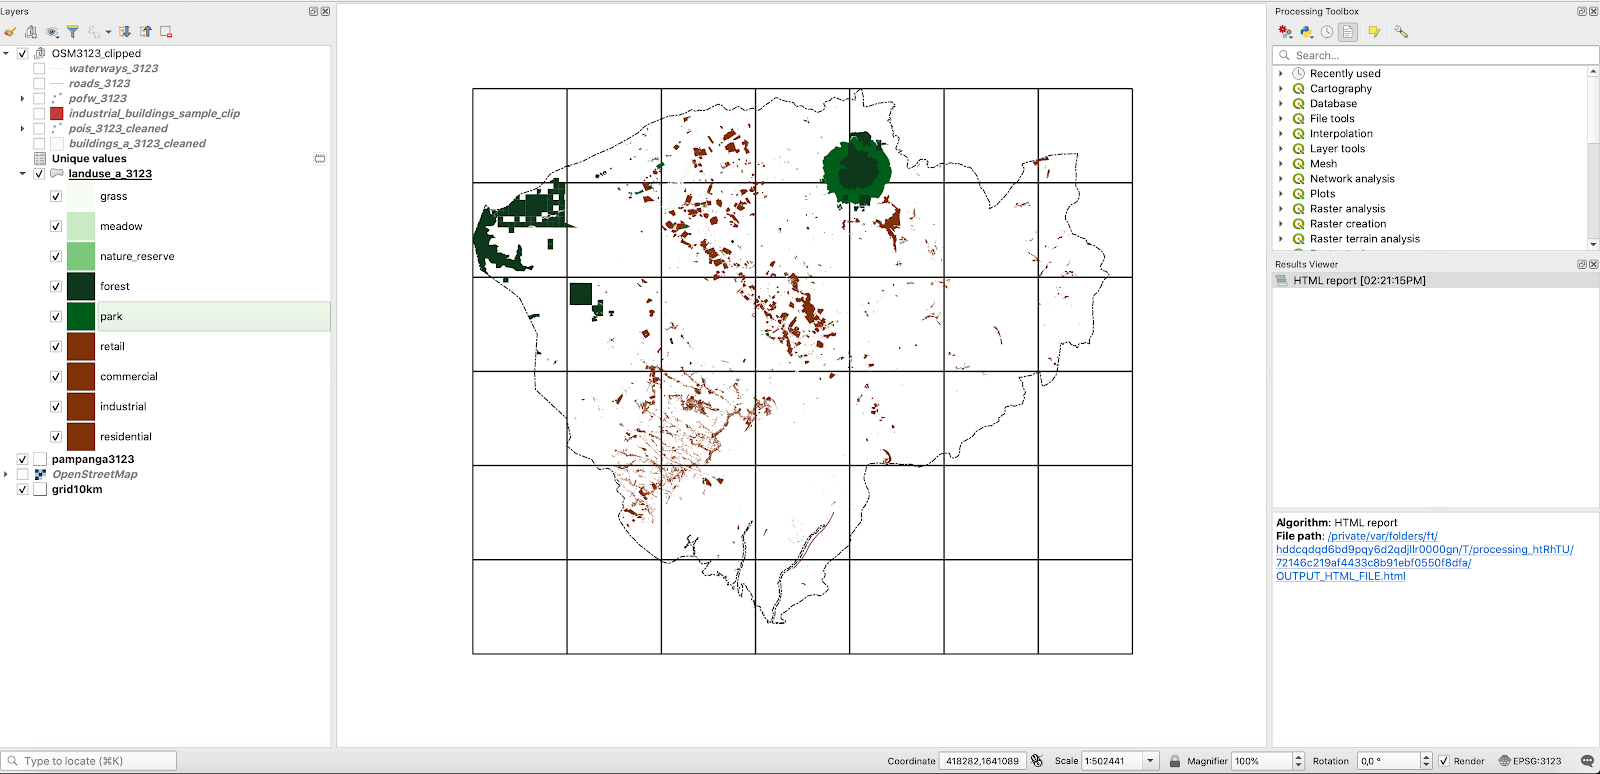 Layers
OSM3123_clipped
waterways_3123
roads_3123
pofw_3123
industrial_buildings_sample_clip
pois_3123_cleaned
buildings_a_3123_cleaned
Unique values
landuse_a_3123
grass
meadow
nature_reserve
forest
park
retail
commercial
industrial
residential
pampanga3123
OpenStreetMap
grid10km
Processing Toolbox
Search...
Recently used
Cartography
Database
File tools
Interpolation
Layer tools
Mesh
Network analysis
Plots
Raster analysis
Raster creation
Raster terrain analysis
Results Viewer
HTML report [02:21:15PM]
Algorithm: HTML report
File path: /private/var/folders/ft/
hddcqdqd6bd9pqy6d2qdjllr0000gn/T/processing_htRhTU/
72146c219af4433c8b91ebf0550f8dfa/
OUTPUT_HTML_FILE.html
Type to locate (⌘K)
Coordinate 418282,1641089 Scale 1:502441 Magnifier 100% Rotation 0,0 ° Render EPSG:3123